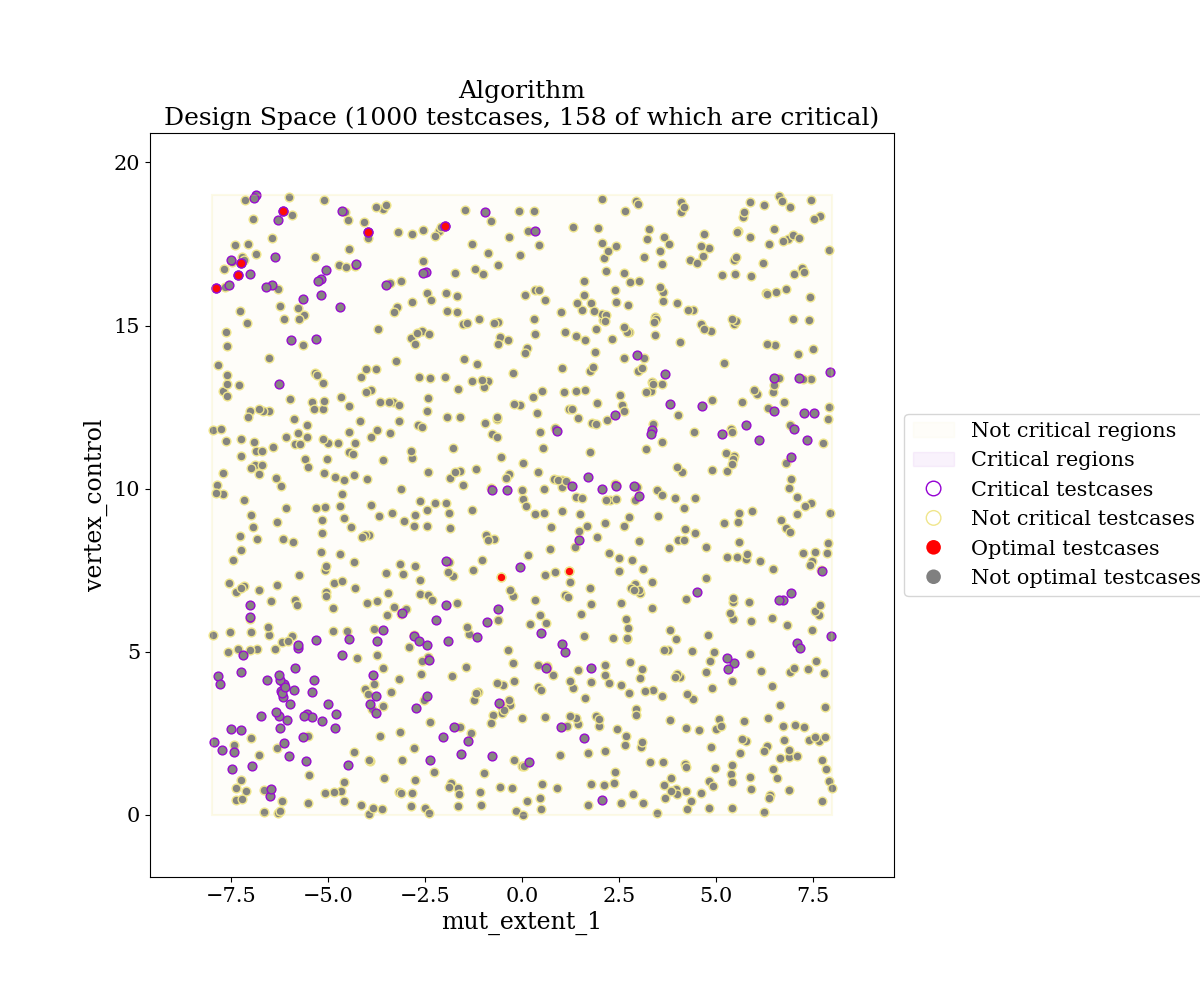 Algorithm
Design Space (1000 testcases, 158 of which are critical)
20
15
10
5
0
vertex_control
−7.5
−5.0
−2.5
0.0
2.5
5.0
7.5
mut_extent_1
Not critical regions
Critical regions
Critical testcases
Not critical testcases
Optimal testcases
Not optimal testcases